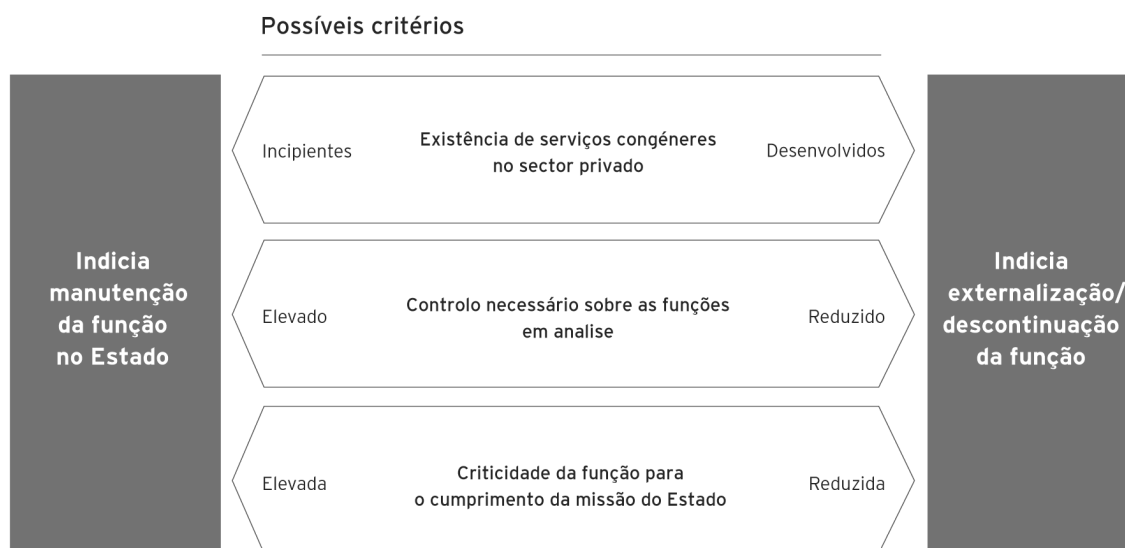 Possíveis critérios
Indicia
manutenção
da função
no Estado
Incipientes
Existência de serviços congéneres
no sector privado
Desenvolvidos
Elevado
Controlo necessário sobre as funções
em analise
Reduzido
Elevada
Criticidade da função para
o cumprimento da missão do Estado
Reduzida
Indicia
externalização/
descontinuação
da função